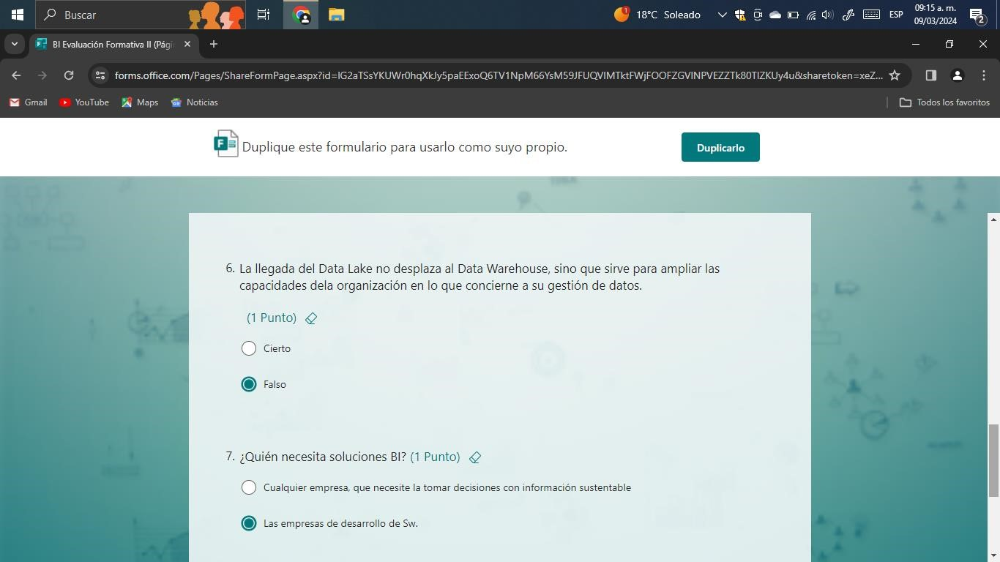 Buscar
1
18°C Soleado
ESP
09:15 a. m.
09/03/2024
2
BI Evaluación Formativa II (Pági
forms.office.com/Pages/ShareFormPage.aspx?id=IG2aTSsYKUWr0hqXkJy5paEExoQ6TV1NpM66YsM59JFUQVIMTktFWjFOOFZGVINPVEZZTk80TlZKUy4u&sharetoken=xeZ...
Gmail
YouTube
Maps
Noticias
Todos los favoritos
F
Duplique este formulario para usarlo como suyo propio.
Duplicarlo
6. La llegada del Data Lake no desplaza al Data Warehouse, sino que sirve para ampliar las
capacidades dela organización en lo que concierne a su gestión de datos.
(1 Punto)
Cierto
Falso
7. ¿Quién necesita soluciones BI? (1 Punto)
Cualquier empresa, que necesite la tomar decisiones con información sustentable
Las empresas de desarrollo de Sw.